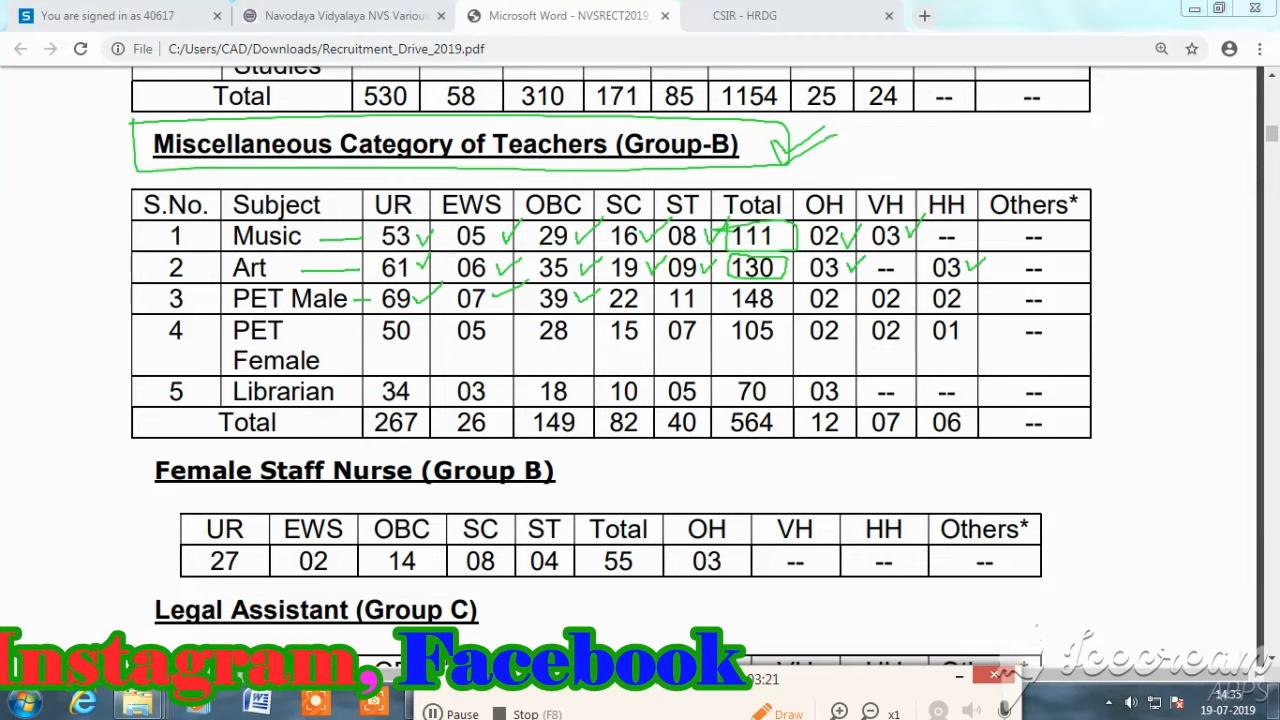 You are signed in as 40617
Navodaya Vidyalaya NVS Variou
Microsoft Word - NVSRECT2019_
CSIR - HRDG
File C:/Users/CAD/Downloads/Recruitment_Drive_2019.pdf
Studies
Total 530 58 310 171 85 1154 25 24 -- --
Miscellaneous Category of Teachers (Group-B)
S.No. Subject UR EWS OBC SC ST Total OH VH HH Others*
1 Music 53 05 29 16 08 111 02 03 -- --
2 Art 61 06 35 19 09 130 03 -- 03 --
3 PET Male 69 07 39 22 11 148 02 02 02 --
4 PET 50 05 28 15 07 105 02 02 01 --
Female
5 Librarian 34 03 18 10 05 70 03 -- -- --
Total 267 26 149 82 40 564 12 07 06 --
Female Staff Nurse (Group B)
UR EWS OBC SC ST Total OH VH HH Others*
27 02 14 08 04 55 03 -- -- --
Legal Assistant (Group C)
Instagram, Facebook
03:21
Icecream
APPS
Pause Stop (F8) Draw x1
14:35
19-07-2019